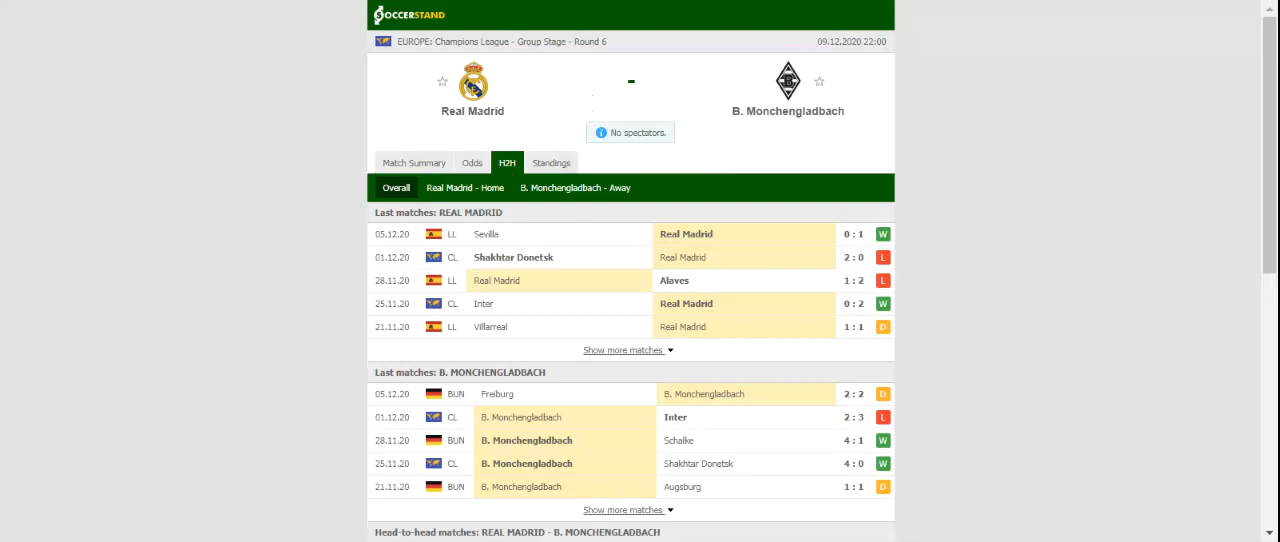 SOCCERSTAND
EUROPE: Champions League - Group Stage - Round 6 09.12.2020 22:00
-
Real Madrid B. Monchengladbach
No spectators.
Match Summary Odds H2H Standings
Overall Real Madrid - Home B. Monchengladbach - Away
Last matches: REAL MADRID
05.12.20 LL Sevilla Real Madrid 0 : 1 W
01.12.20 CL Shakhtar Donetsk Real Madrid 2 : 0 L
28.11.20 LL Real Madrid Alaves 1 : 2 L
25.11.20 CL Inter Real Madrid 0 : 2 W
21.11.20 LL Villarreal Real Madrid 1 : 1 D
Show more matches
Last matches: B. MONCHENGLADBACH
05.12.20 BUN Freiburg B. Monchengladbach 2 : 2 D
01.12.20 CL B. Monchengladbach Inter 2 : 3 L
28.11.20 BUN B. Monchengladbach Schalke 4 : 1 W
25.11.20 CL B. Monchengladbach Shakhtar Donetsk 4 : 0 W
21.11.20 BUN B. Monchengladbach Augsburg 1 : 1 D
Show more matches
Head-to-head matches: REAL MADRID - B. MONCHENGLADBACH